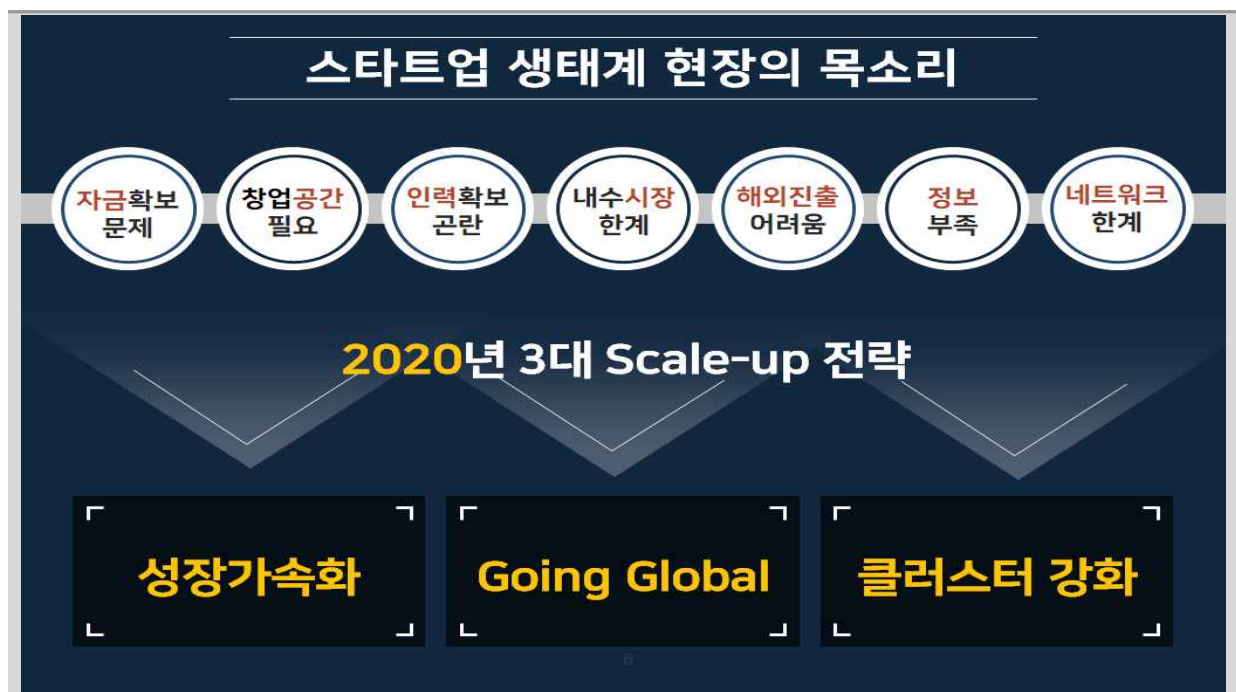 스타트업 생태계 현장의 목소리
자금확보
문제
창업공간
필요
인력확보
곤란
내수시장
한계
해외진출
어려움
정보
부족
네트워크
한계
2020년 3대 Scale-up 전략
성장가속화
Going Global
클러스터 강화
6